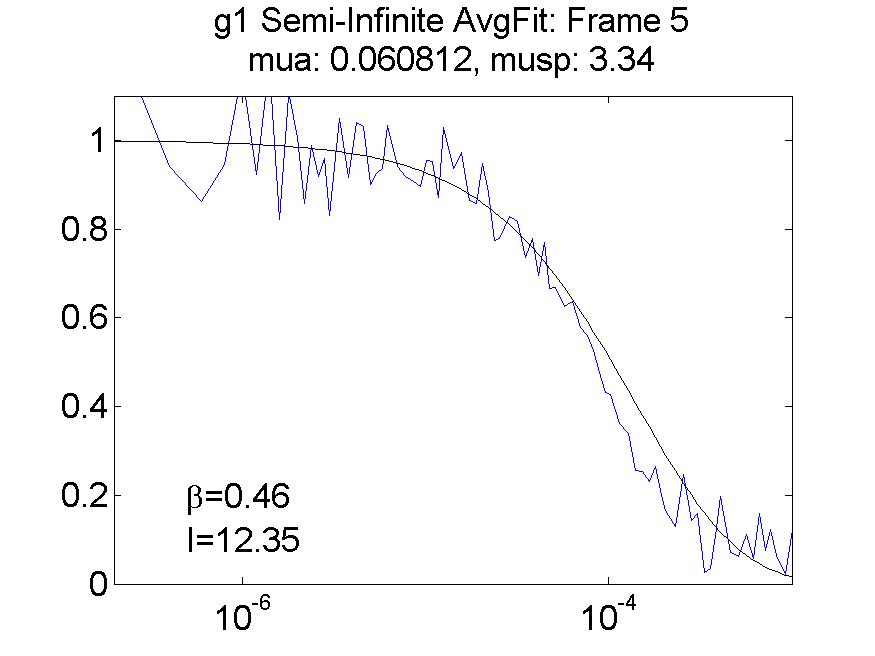 g1 Semi-Infinite AvgFit: Frame 5
mua: 0.060812, musp: 3.34
1
0.8
0.6
0.4
0.2
0
β=0.46
I=12.35
10^-6
10^-4